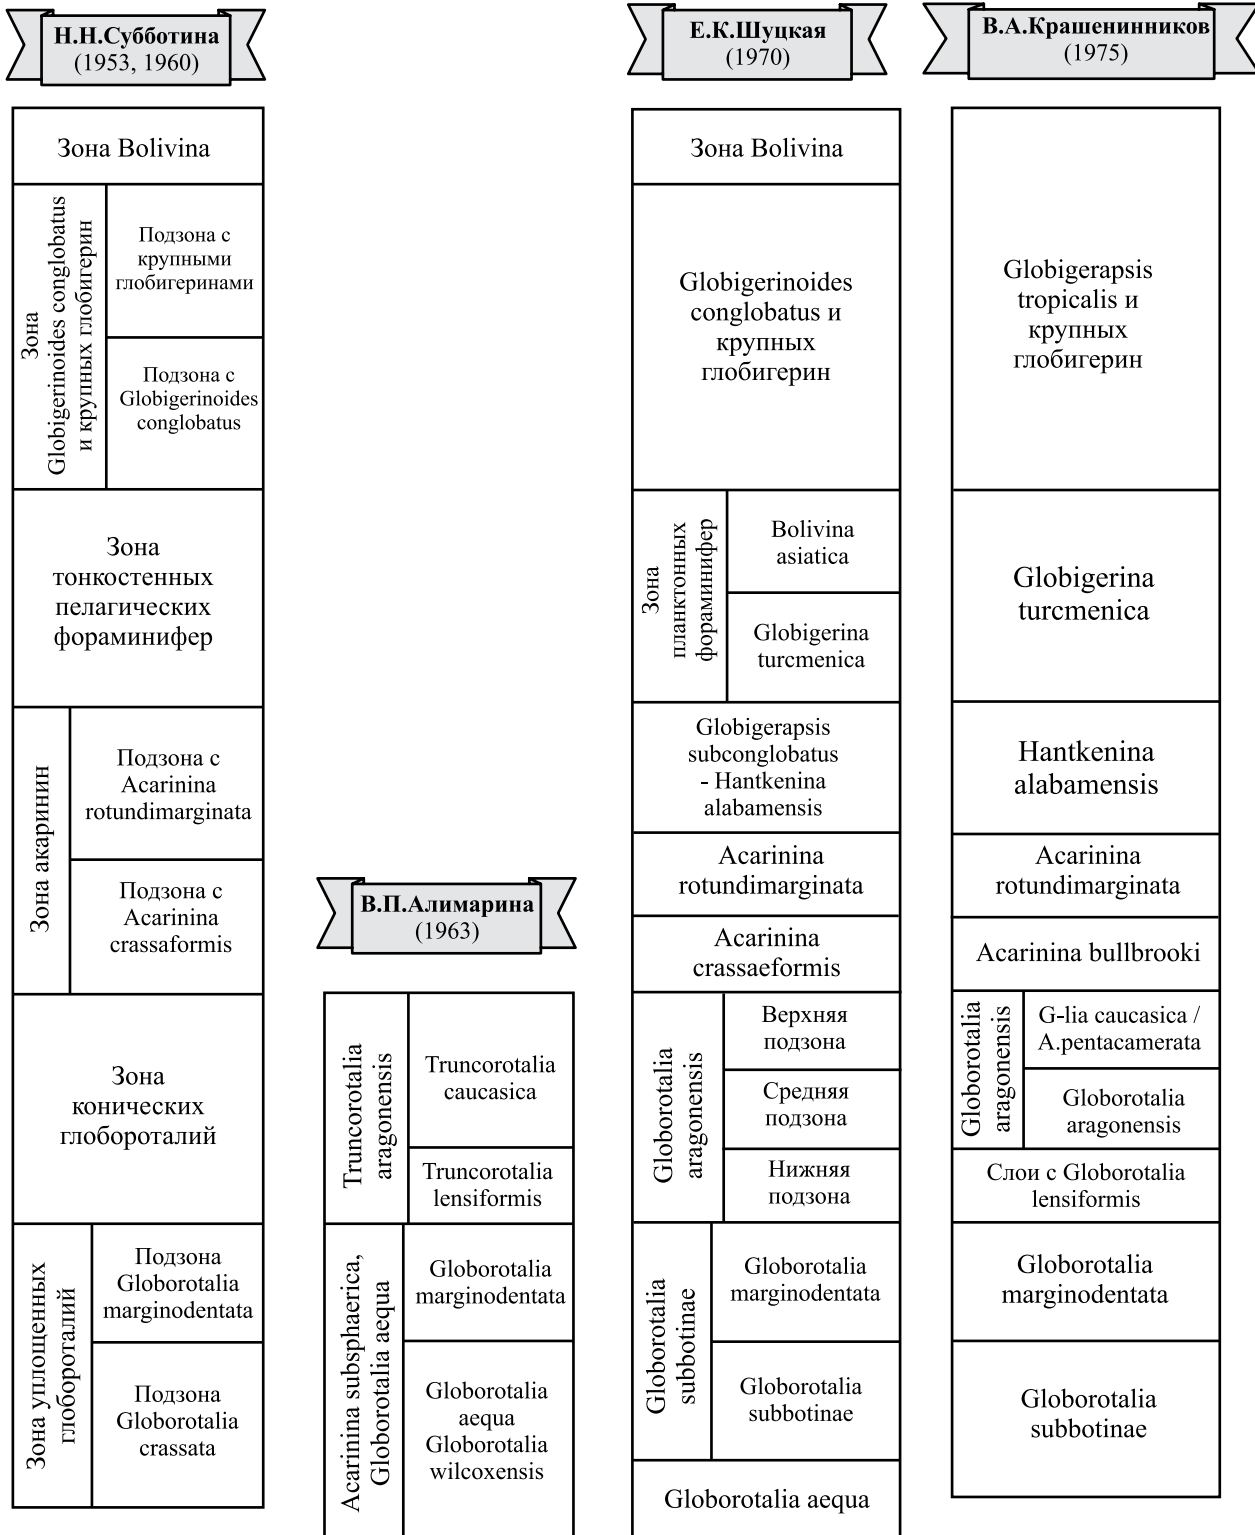 Н.Н.Субботина
(1953, 1960)
Зона Bolivina
Зона
Globigerinoides conglobatus
и крупных глобигерин
Подзона с
крупными
глобигеринами
Подзона с
Globigerinoides
conglobatus
Зона
тонкостенных
пелагических
фораминифер
Зона акаринин
Подзона с
Acarinina
rotundimarginata
Подзона с
Acarinina
crassaformis
Зона
конических
глобороталий
Зона уплощенных
глобороталий
Подзона
Globorotalia
marginodentata
Подзона
Globorotalia
crassata
В.П.Алимарина
(1963)
Truncorotalia
aragonensis
Truncorotalia
caucasica
Truncorotalia
lensiformis
Acarinina subsphaerica,
Globorotalia aequa
Globorotalia
marginodentata
Globorotalia
aequa
Globorotalia
wilcoxensis
Е.К.Шуцкая
(1970)
Зона Bolivina
Globigerinoides
conglobatus и
крупных
глобигерин
Зона
планктонных
фораминифер
Bolivina
asiatica
Globigerina
turcmenica
Globigerapsis
subconglobatus
- Hantkenina
alabamensis
Acarinina
rotundimarginata
Acarinina
crassaeformis
Globorotalia
aragonensis
Верхняя
подзона
Средняя
подзона
Нижняя
подзона
Globorotalia
subbotinae
Globorotalia
marginodentata
Globorotalia
subbotinae
Globorotalia aequa
В.А.Крашенинников
(1975)
Globigerapsis
tropicalis и
крупных
глобигерин
Globigerina
turcmenica
Hantkenina
alabamensis
Acarinina
rotundimarginata
Acarinina bullbrooki
Globorotalia
aragonensis
G-lia caucasica /
A.pentacamerata
Globorotalia
aragonensis
Слои с Globorotalia
lensiformis
Globorotalia
marginodentata
Globorotalia
subbotinae